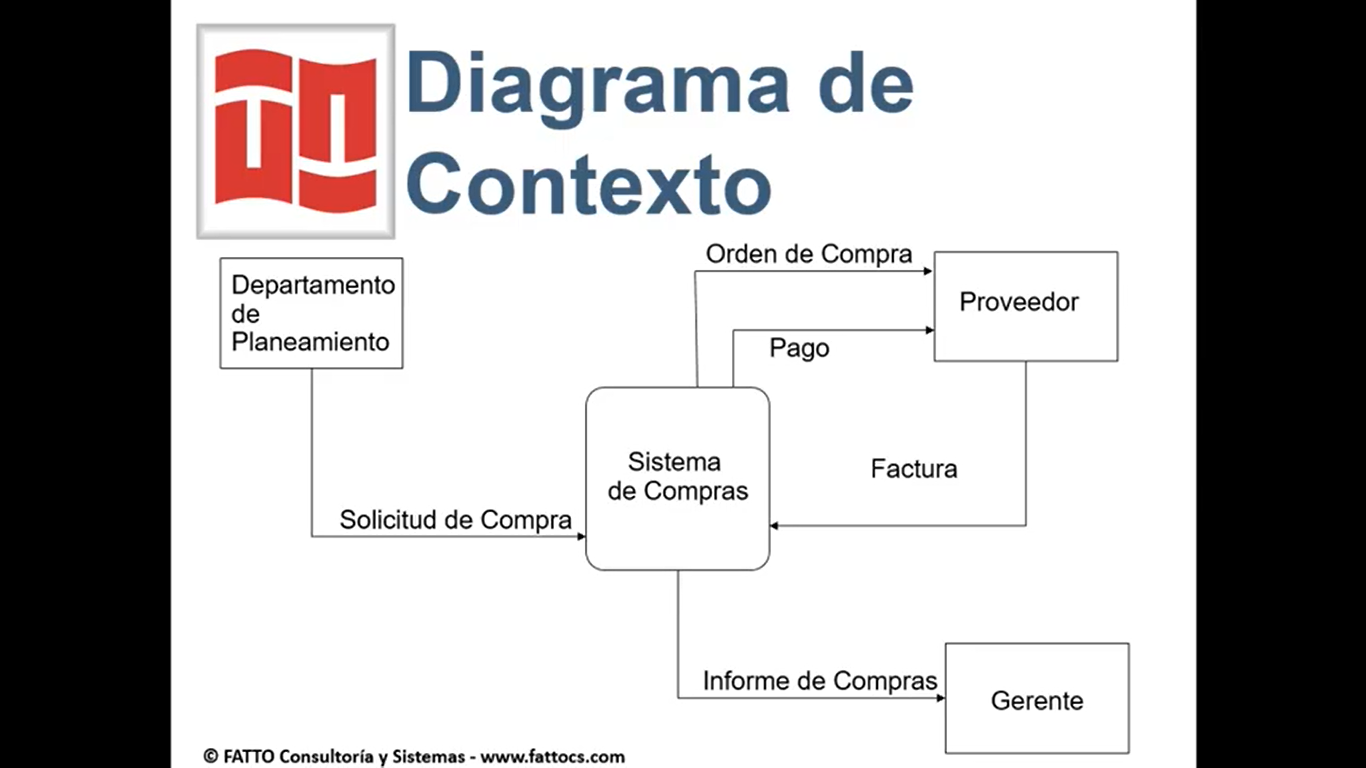 Diagrama de
Contexto
Departamento
de
Planeamiento
Orden de Compra
Proveedor
Pago
Sistema
de Compras
Factura
Solicitud de Compra
Informe de Compras
Gerente
© FATTO Consultoría y Sistemas - www.fattocs.com